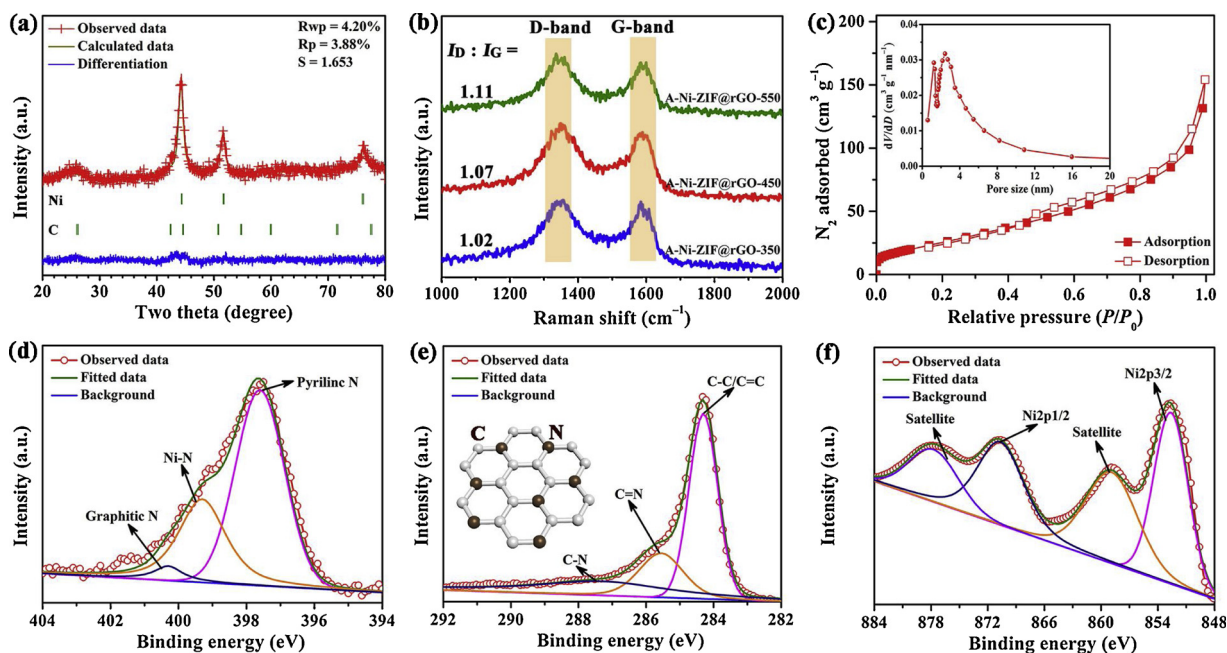 (a)
Observed data
Calculated data
Differentiation
Rwp = 4.20%
Rp = 3.88%
S = 1.653
Intensity (a.u.)
Ni
C
20 30 40 50 60 70 80
Two theta (degree)
(b)
D-band G-band
ID : IG =
1.11
A-Ni-ZIF@rGO-550
1.07
A-Ni-ZIF@rGO-450
1.02
A-Ni-ZIF@rGO-350
Intensity (a.u.)
1000 1200 1400 1600 1800 2000
Raman shift (cm⁻¹)
(c)
200
150
100
50
0
N₂ adsorbed (cm³ g⁻¹)
0.04
0.03
0.01
0.00
dV/dD (cm³ g⁻¹ nm⁻¹)
0 4 8 12 16 20
Pore size (nm)
Adsorption
Desorption
0.0 0.2 0.4 0.6 0.8 1.0
Relative pressure (P/P₀)
(d)
Observed data
Fitted data
Background
Pyrilinc N
Ni-N
Graphitic N
Intensity (a.u.)
404 402 400 398 396 394
Binding energy (eV)
(e)
Observed data
Fitted data
Background
C-C/C=C
C N
C=N
C-N
Intensity (a.u.)
292 290 288 286 284 282
Binding energy (eV)
(f)
Observed data
Fitted data
Background
Ni2p3/2
Satellite
Ni2p1/2
Satellite
Intensity (a.u.)
884 878 872 866 860 854 848
Binding energy (eV)